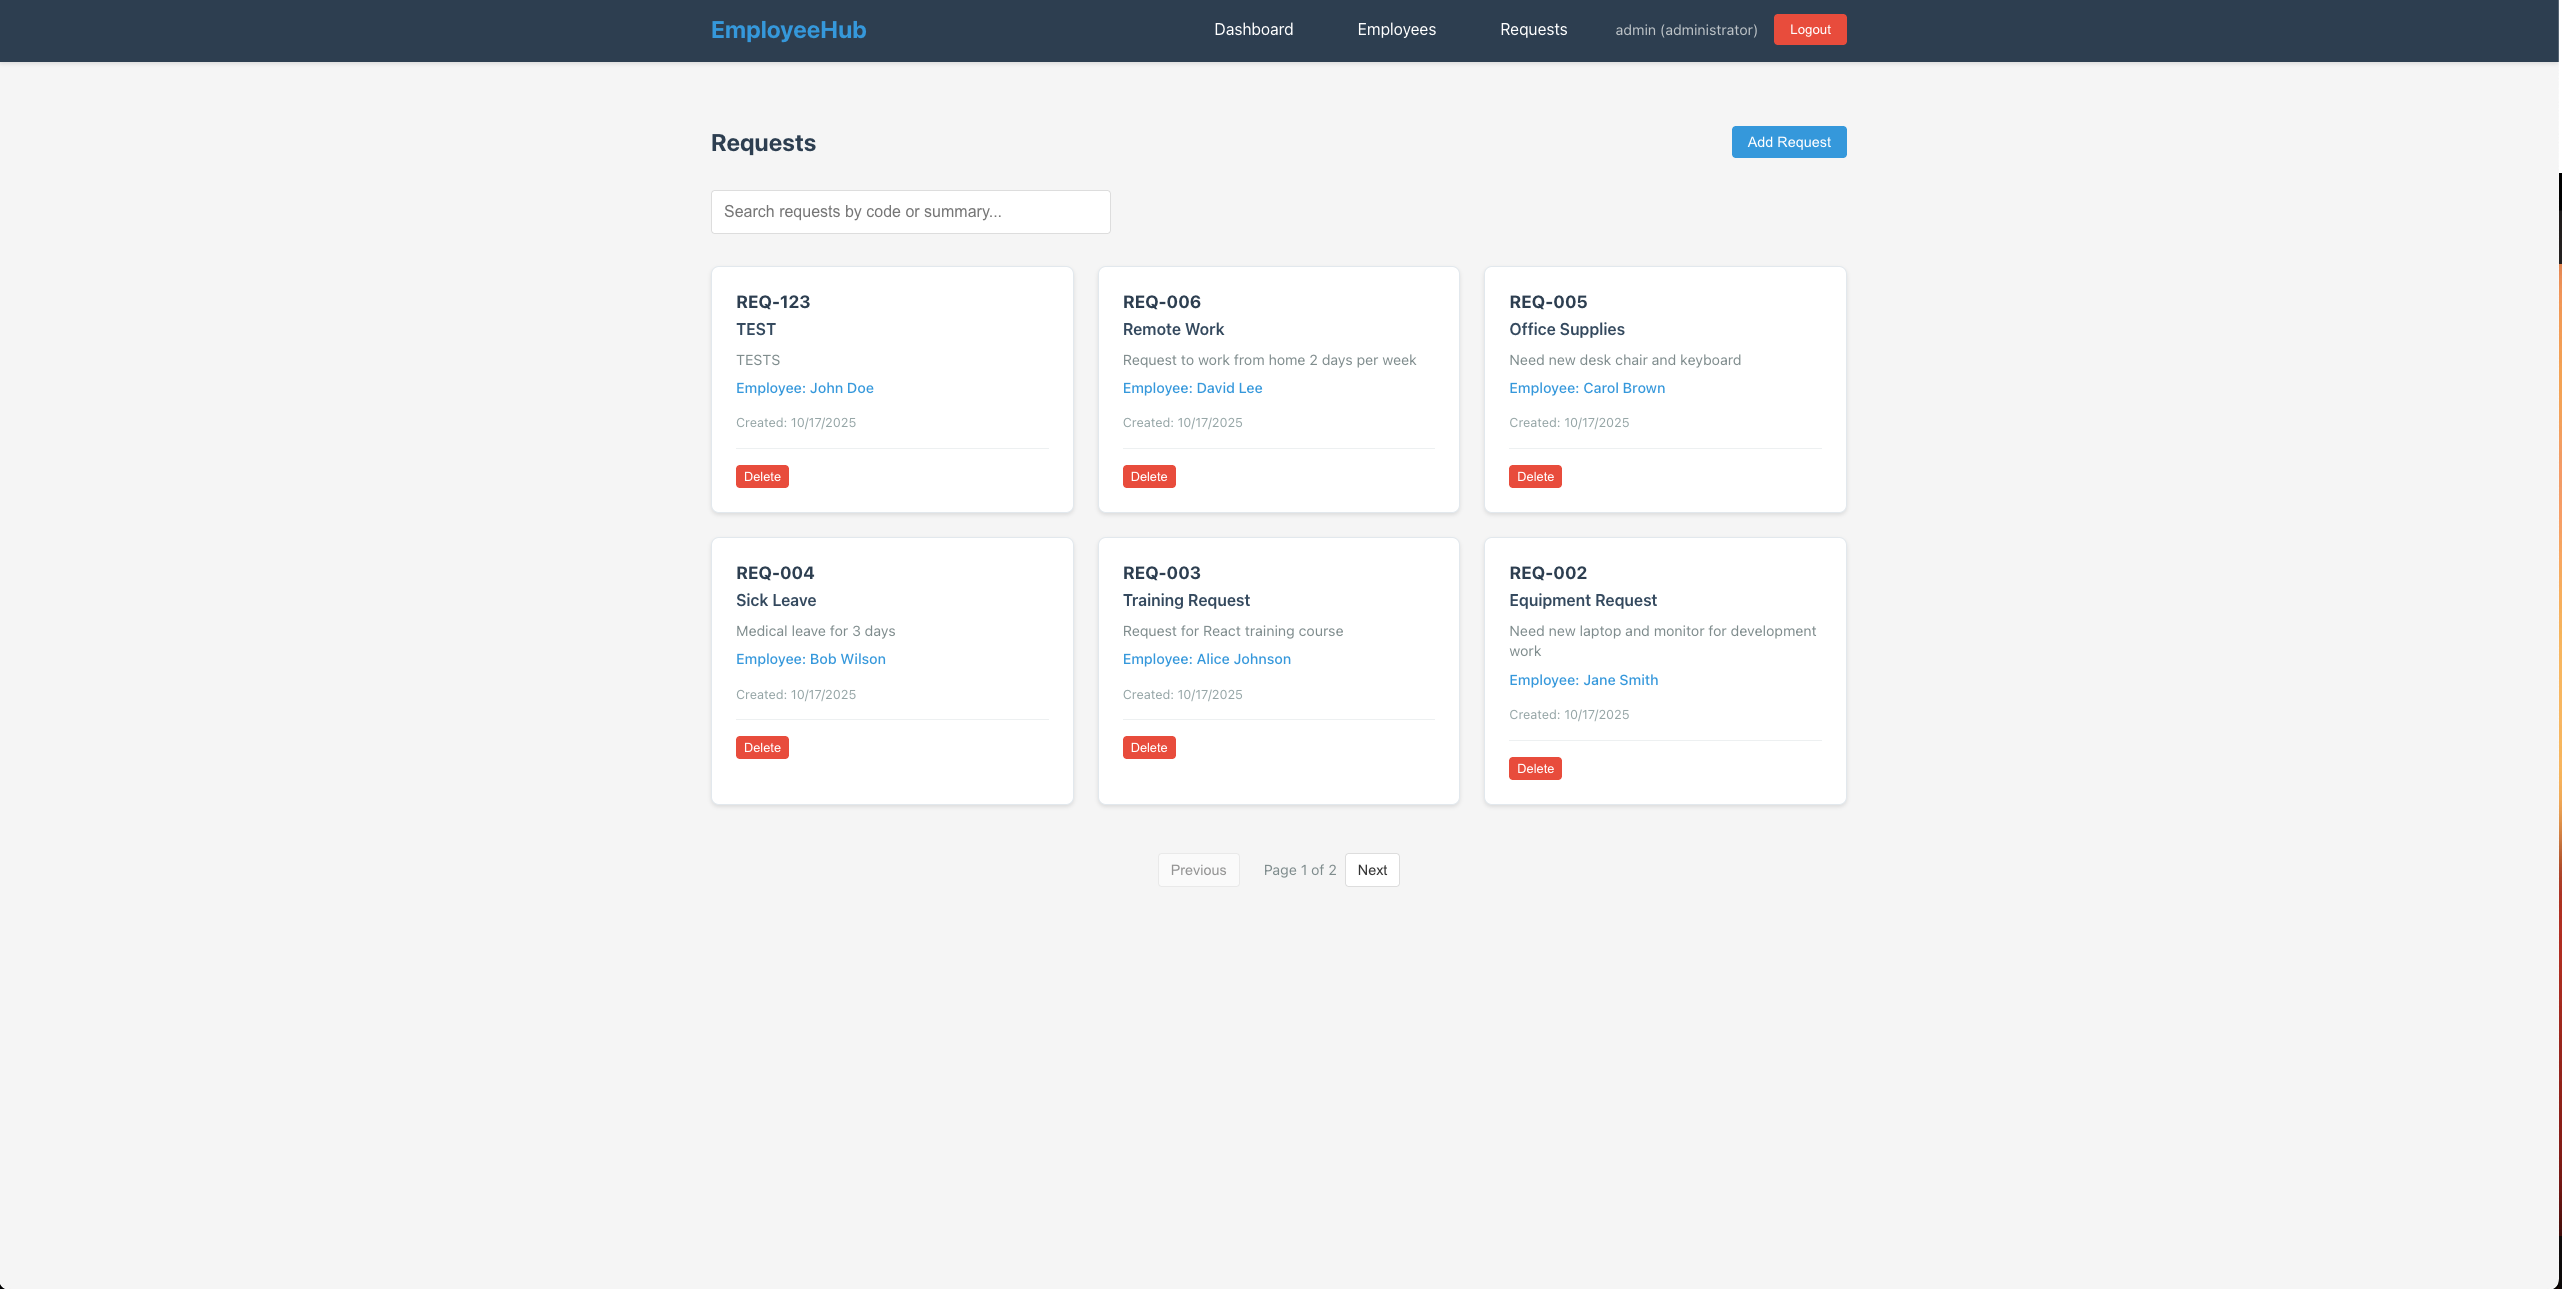 EmployeeHub
Dashboard
Employees
Requests
admin (administrator)
Logout
Requests
Add Request
Search requests by code or summary...
REQ-123
TEST
TESTS
Employee: John Doe
Created: 10/17/2025
Delete
REQ-006
Remote Work
Request to work from home 2 days per week
Employee: David Lee
Created: 10/17/2025
Delete
REQ-005
Office Supplies
Need new desk chair and keyboard
Employee: Carol Brown
Created: 10/17/2025
Delete
REQ-004
Sick Leave
Medical leave for 3 days
Employee: Bob Wilson
Created: 10/17/2025
Delete
REQ-003
Training Request
Request for React training course
Employee: Alice Johnson
Created: 10/17/2025
Delete
REQ-002
Equipment Request
Need new laptop and monitor for development
work
Employee: Jane Smith
Created: 10/17/2025
Delete
Previous
Page 1 of 2
Next